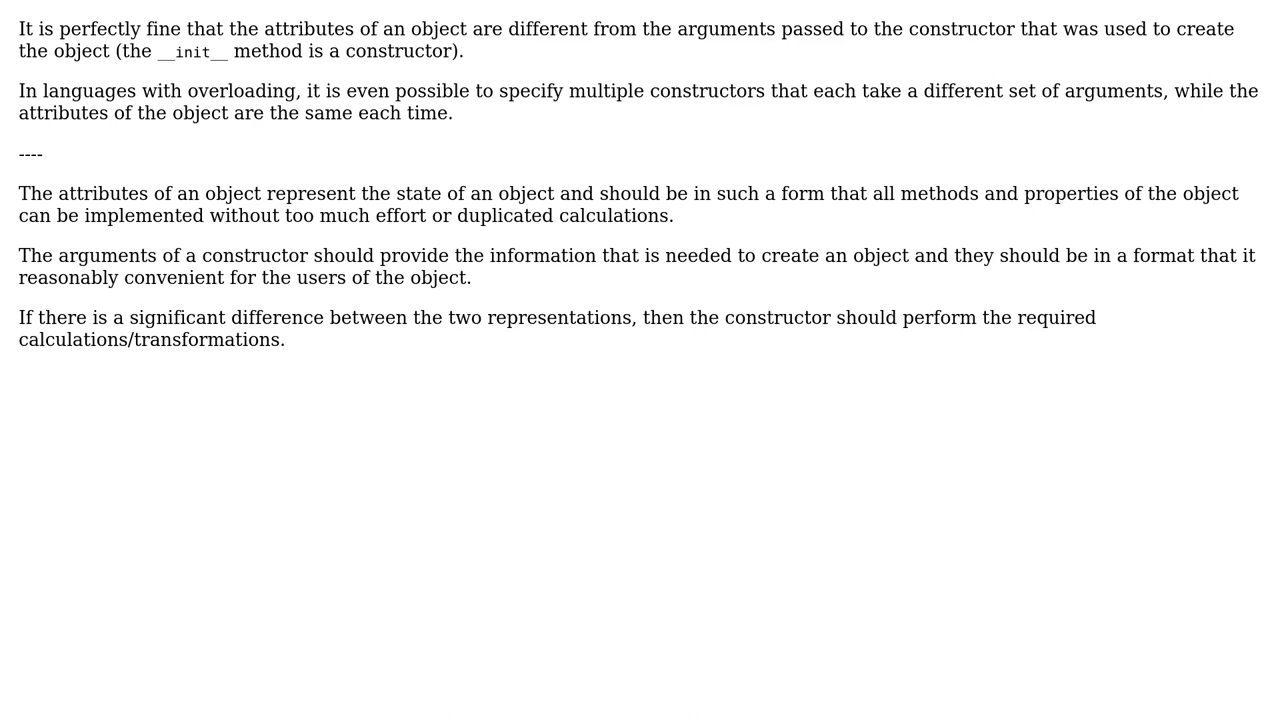 It is perfectly fine that the attributes of an object are different from the arguments passed to the constructor that was used to create
the object (the __init__ method is a constructor).
In languages with overloading, it is even possible to specify multiple constructors that each take a different set of arguments, while the
attributes of the object are the same each time.
----
The attributes of an object represent the state of an object and should be in such a form that all methods and properties of the object
can be implemented without too much effort or duplicated calculations.
The arguments of a constructor should provide the information that is needed to create an object and they should be in a format that it
reasonably convenient for the users of the object.
If there is a significant difference between the two representations, then the constructor should perform the required
calculations/transformations.